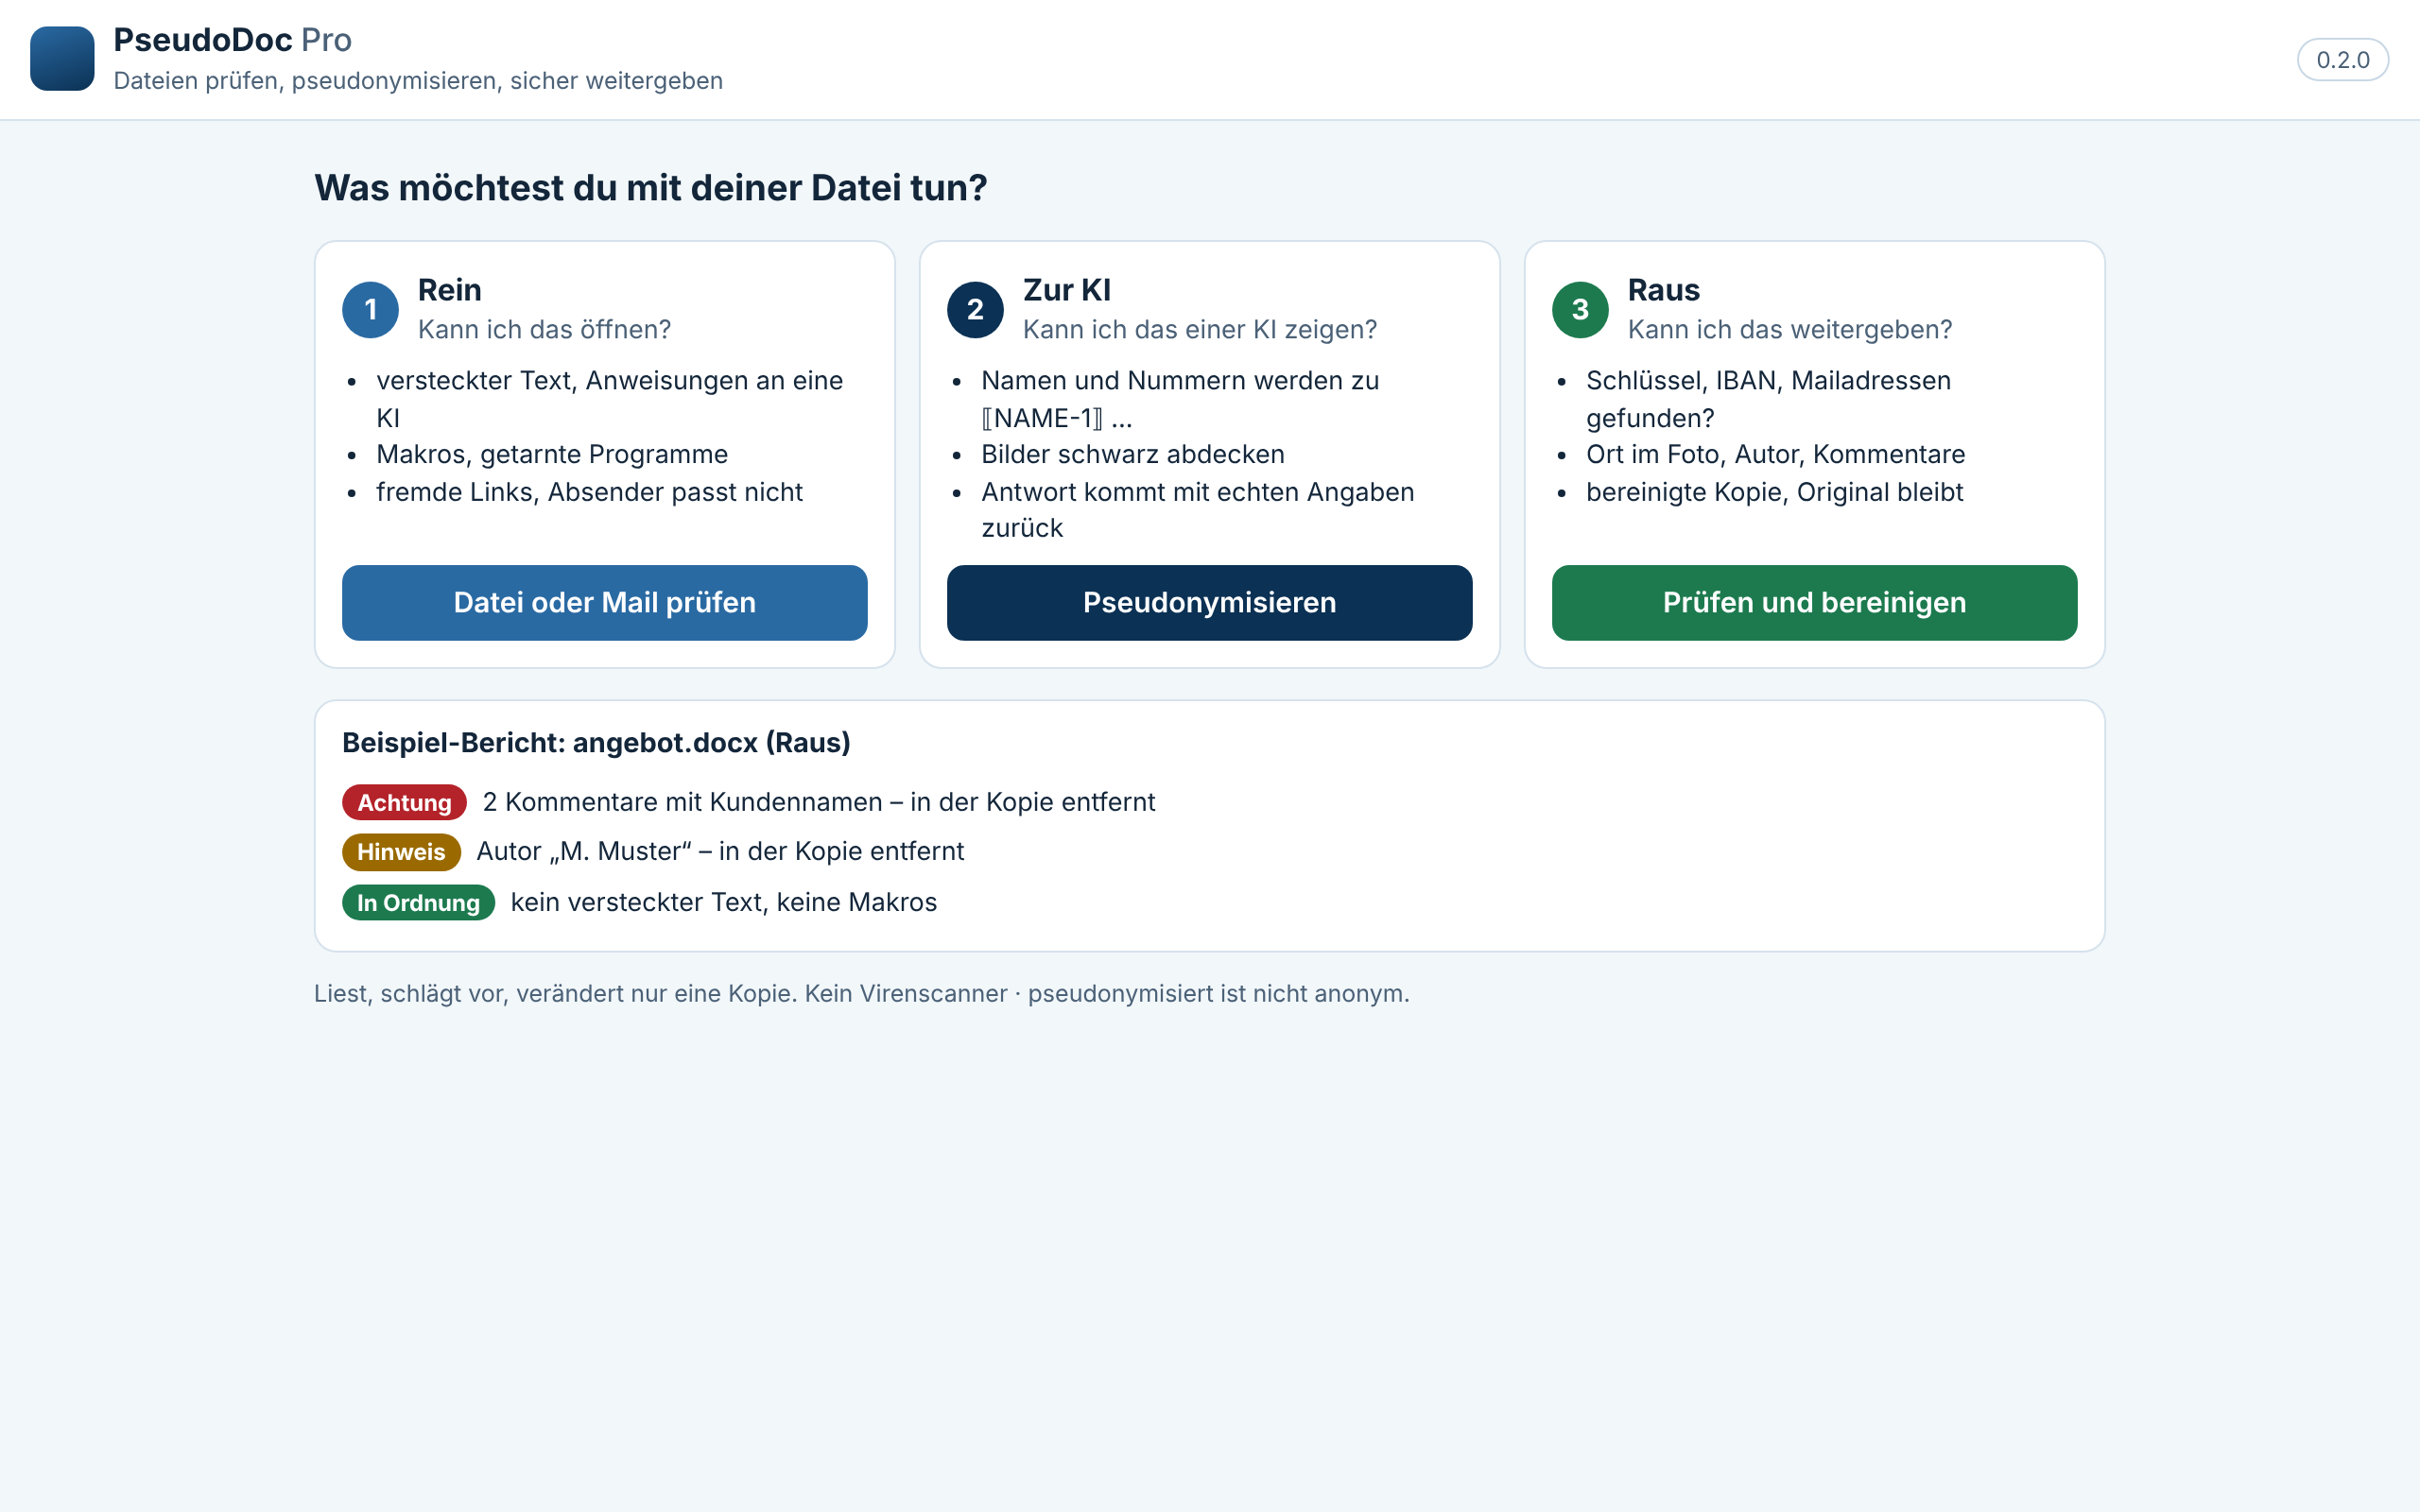 PseudoDoc Pro
Dateien prüfen, pseudonymisieren, sicher weitergeben
0.2.0
Was möchtest du mit deiner Datei tun?
1
Rein
Kann ich das öffnen?
• versteckter Text, Anweisungen an eine
KI
• Makros, getarnte Programme
• fremde Links, Absender passt nicht
Datei oder Mail prüfen
2
Zur KI
Kann ich das einer KI zeigen?
• Namen und Nummern werden zu
⟦NAME-1⟧ …
• Bilder schwarz abdecken
• Antwort kommt mit echten Angaben
zurück
Pseudonymisieren
3
Raus
Kann ich das weitergeben?
• Schlüssel, IBAN, Mailadressen
gefunden?
• Ort im Foto, Autor, Kommentare
• bereinigte Kopie, Original bleibt
Prüfen und bereinigen
Beispiel-Bericht: angebot.docx (Raus)
Achtung 2 Kommentare mit Kundennamen – in der Kopie entfernt
Hinweis Autor „M. Muster“ – in der Kopie entfernt
In Ordnung kein versteckter Text, keine Makros
Liest, schlägt vor, verändert nur eine Kopie. Kein Virenscanner · pseudonymisiert ist nicht anonym.